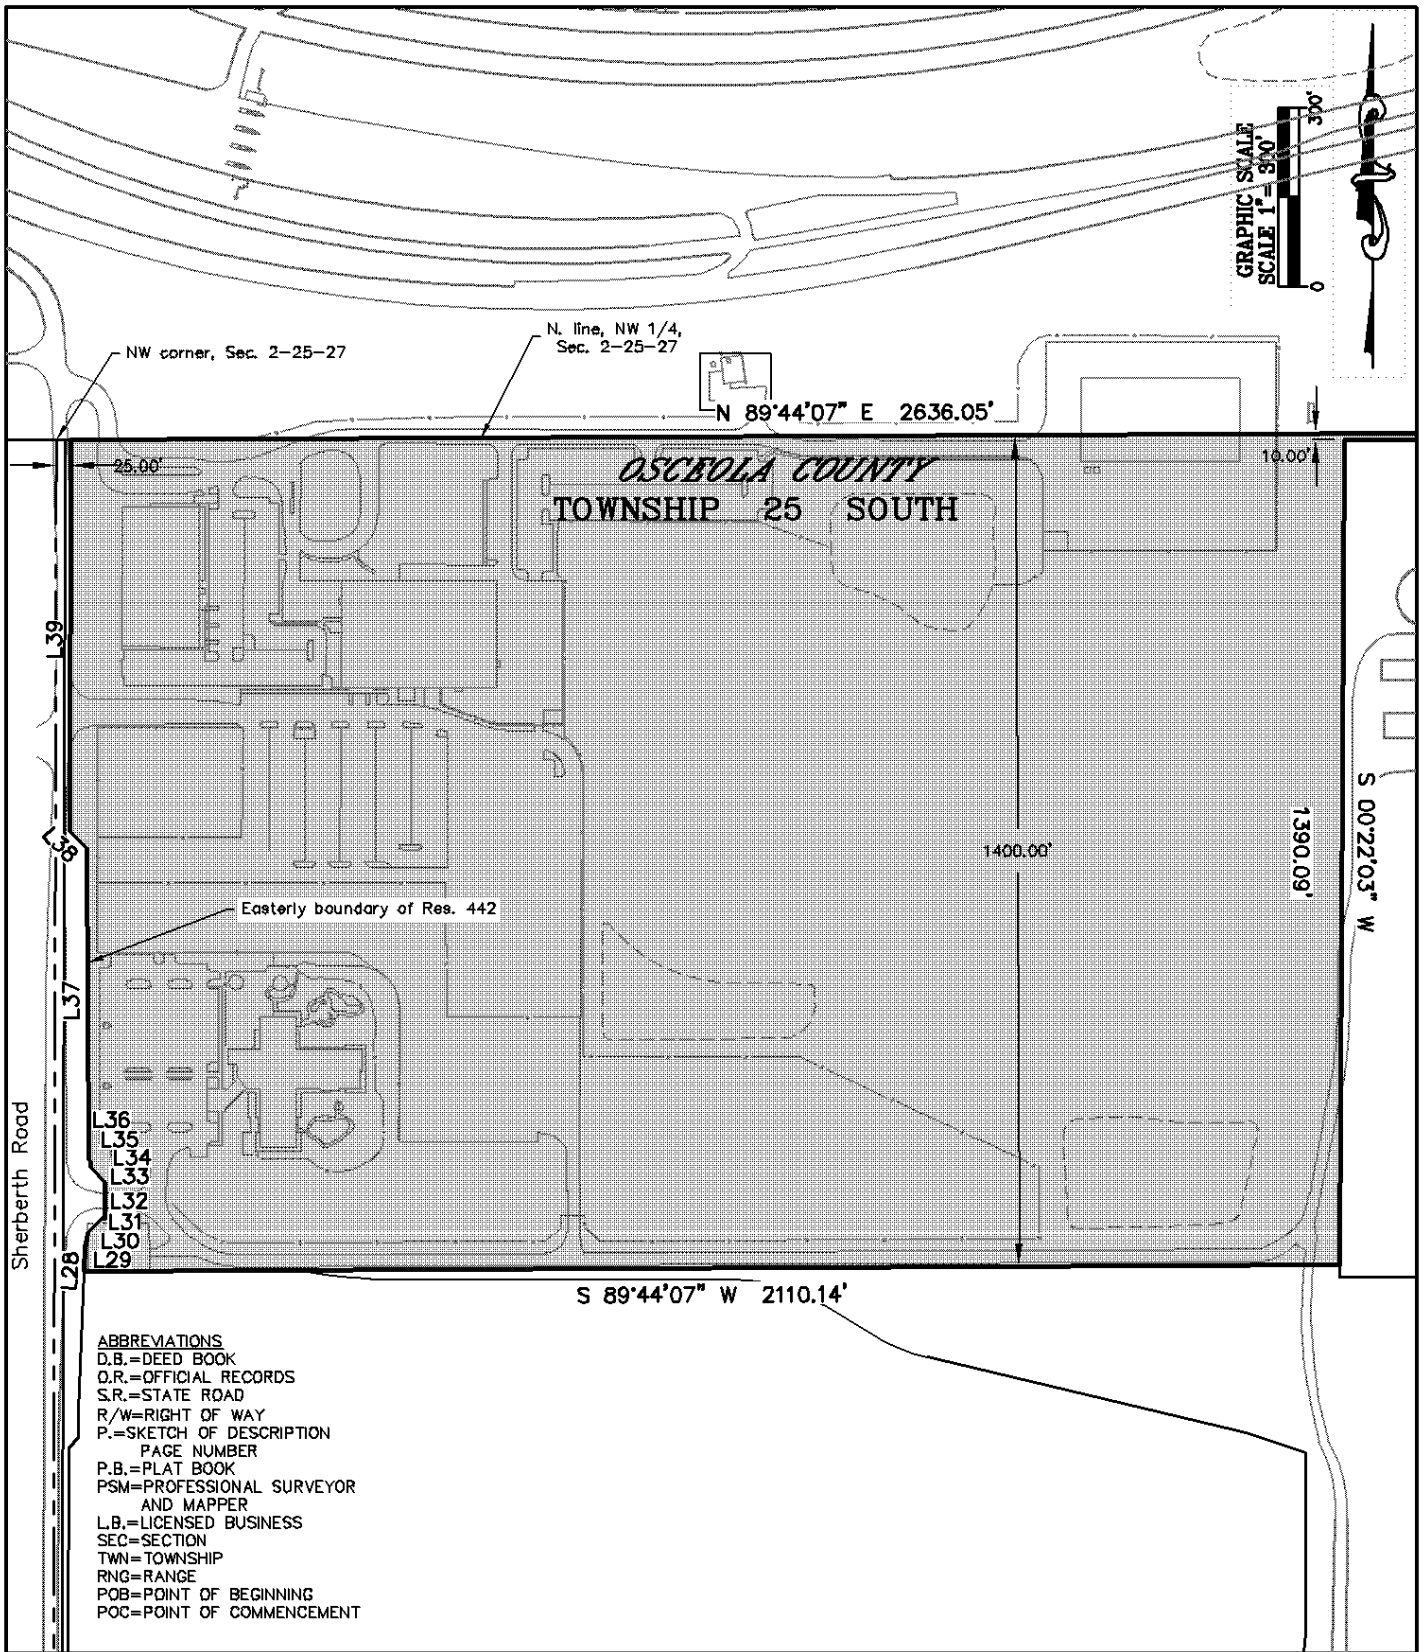 GRAPHIC SCALE
SCALE 1"= 300'
0
300'
NW corner, Sec. 2-25-27
N. line, NW 1/4,
Sec. 2-25-27
N 89°44'07" E 2636.05'
25.00'
10.00'
OSCEOLA COUNTY
TOWNSHIP 25 SOUTH
L39
L38
1400.00'
1390.09'
S 00°22'03" W
Easterly boundary of Res. 442
L37
Sherberth Road
L36
L35
L34
L33
L32
L31
L30
L29
L28
S 89°44'07" W 2110.14'
ABBREVIATIONS
D.B.=DEED BOOK
O.R.=OFFICIAL RECORDS
S.R.=STATE ROAD
R/W=RIGHT OF WAY
P.=SKETCH OF DESCRIPTION
PAGE NUMBER
P.B.=PLAT BOOK
PSM=PROFESSIONAL SURVEYOR
AND MAPPER
L.B.=LICENSED BUSINESS
SEC=SECTION
TWN=TOWNSHIP
RNG=RANGE
POB=POINT OF BEGINNING
POC=POINT OF COMMENCEMENT